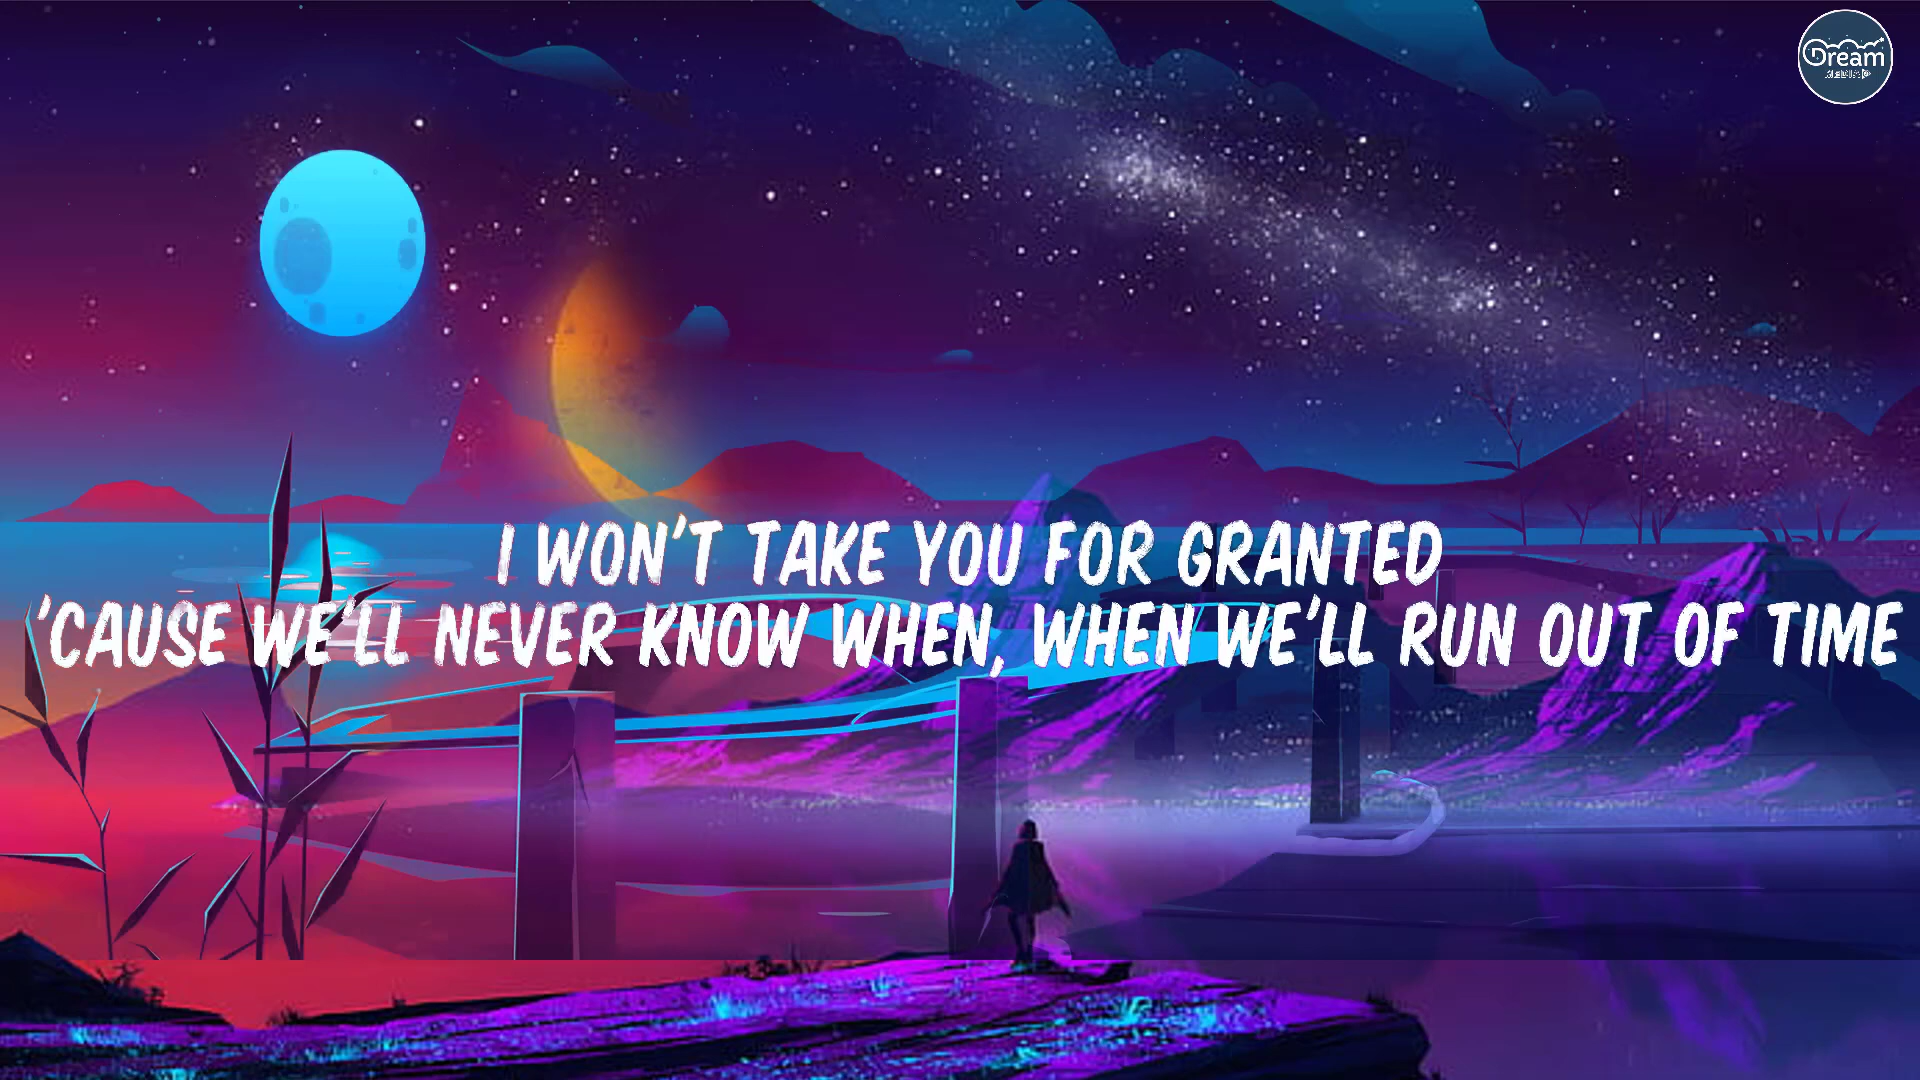 Dream
MEDIA
I WON'T TAKE YOU FOR GRANTED
'CAUSE WE'LL NEVER KNOW WHEN, WHEN WE'LL RUN OUT OF TIME